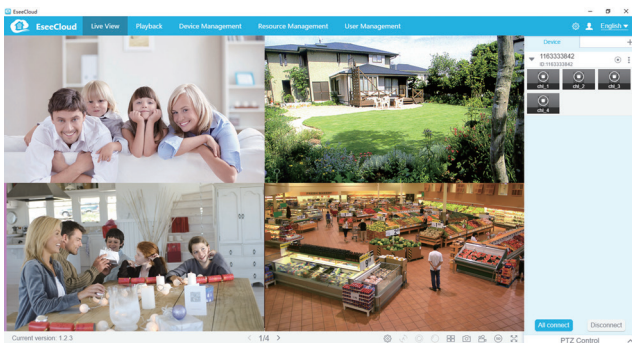 EseeCloud
EseeCloud Live View Playback Device Management Resource Management User Management English
Device
1163333842
ID:1163333842
chl_1 chl_2 chl_3
chl_4
All connect Disconnect
Current version: 1.2.3 1/4
PTZ Control